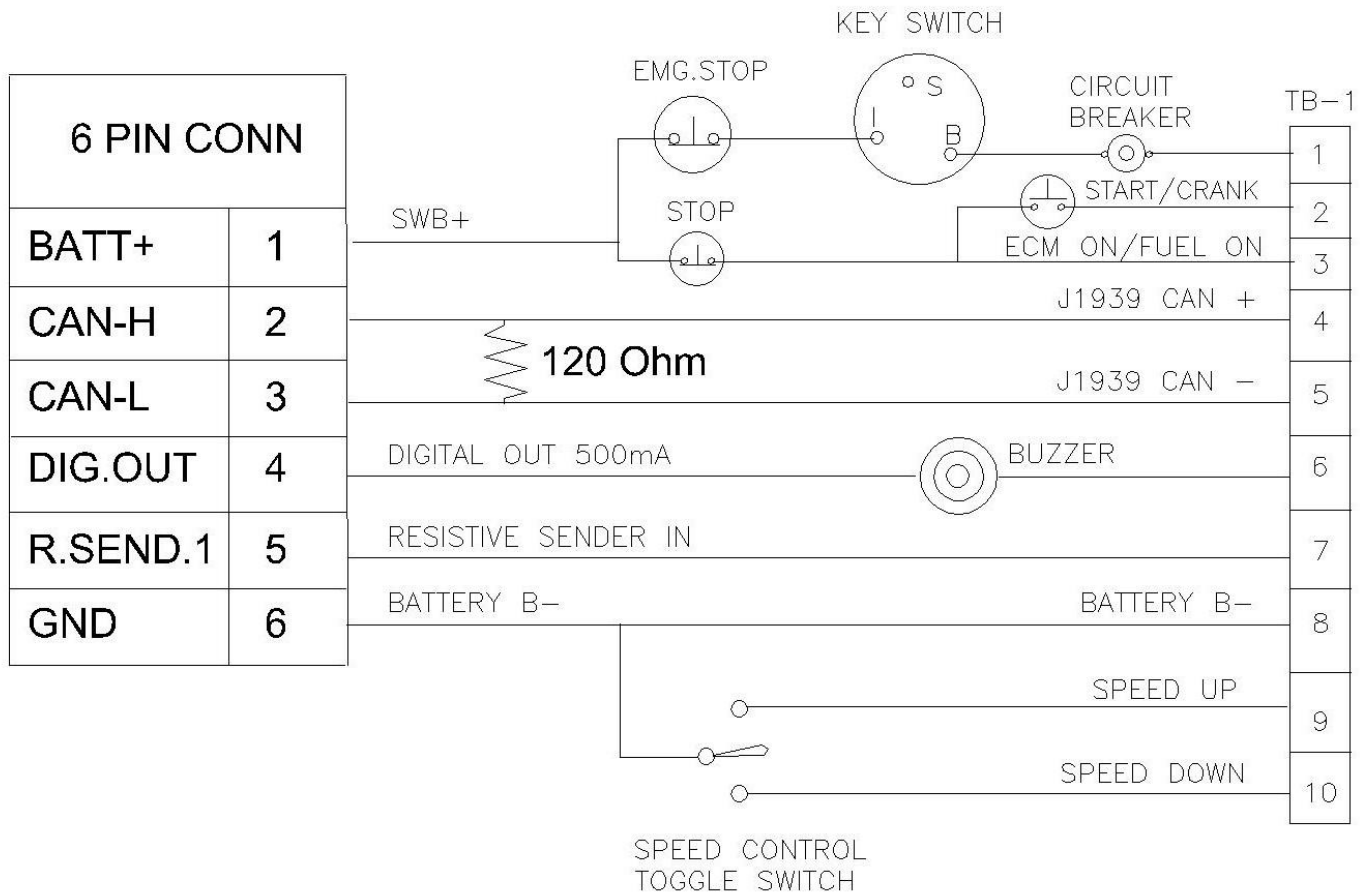 KEY SWITCH
EMG.STOP
S
I
B
CIRCUIT
BREAKER
TB-1
6 PIN CONN
1
START/CRANK
2
STOP
SWB+
BATT+ 1
ECM ON/FUEL ON
3
J1939 CAN +
CAN-H 2
4
120 Ohm
J1939 CAN -
CAN-L 3
5
DIGITAL OUT 500mA
BUZZER
DIG.OUT 4
6
RESISTIVE SENDER IN
R.SEND.1 5
7
BATTERY B-
BATTERY B-
GND 6
8
SPEED UP
9
SPEED DOWN
10
SPEED CONTROL
TOGGLE SWITCH